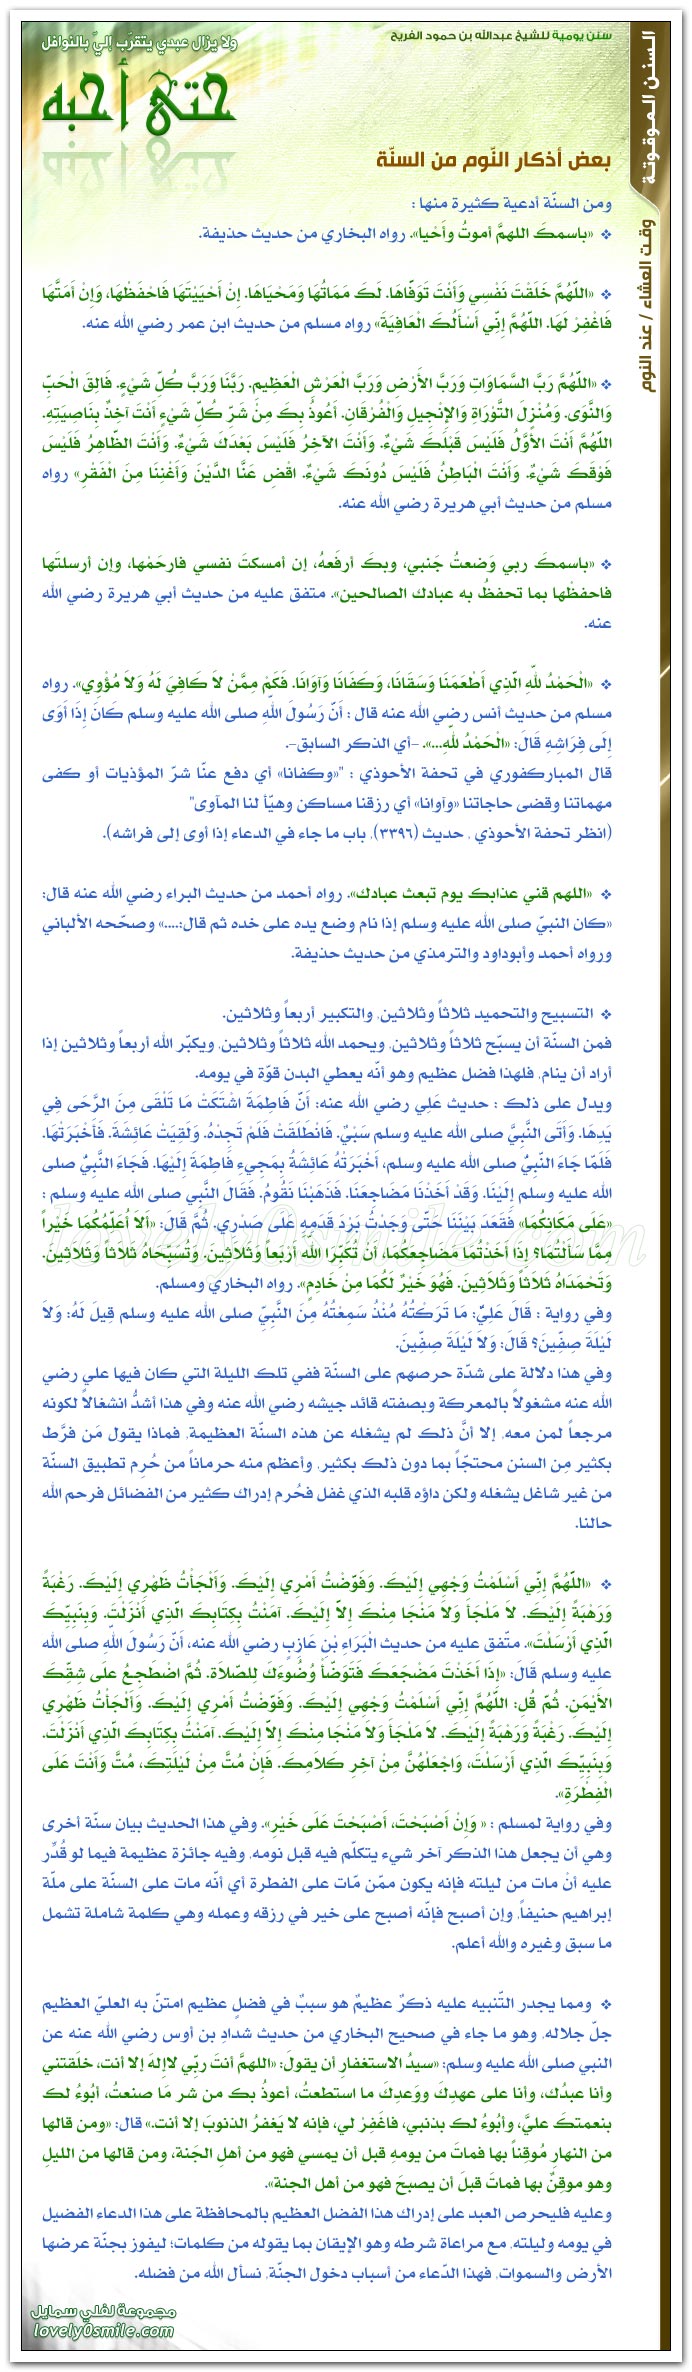 سنن يومية للشيخ عبدالله بن حمود الفريح
ولا يزال عبدي يتقرَّب إليّ بالنوافل
حتى أحبه
السنن الموقوتة
وقت العشاء / عند النوم
بعض أذكار النّوم من السنّة
ومن السنّة أدعية كثيرة منها :
❖ «باسمكَ اللهمَّ أموتُ وأَحْيا». رواه البخاري من حديث حذيفة.
❖ «اللّهُمَّ خَلَقْتَ نَفْسِي وَأَنْتَ تَوَفَّاهَا. لَكَ مَمَاتُهَا وَمَحْيَاهَا. إِنْ أَحْيَيْتَهَا فَاحْفَظْهَا، وَإِنْ أَمَتَّهَا
فَاغْفِرْ لَهَا. اللّهُمَّ إِنِّي أَسْأَلُكَ الْعَافِيَةَ» رواه مسلم من حديث ابن عمر رضي الله عنه.
❖ «اللّهُمَّ رَبَّ السَّمَاوَاتِ وَرَبَّ الأَرْضِ وَرَبَّ الْعَرْشِ الْعَظِيمِ. رَبَّنَا وَرَبَّ كُلِّ شَيْءٍ. فَالِقَ الْحَبِّ
وَالنَّوَى. وَمُنْزِلَ التَّوْرَاةِ وَالإِنْجِيلِ وَالْفُرْقَانِ. أَعُوذُ بِكَ مِنْ شَرِّ كُلِّ شَيْءٍ أَنْتَ آخِذٌ بِنَاصِيَتِهِ.
اللّهُمَّ أَنْتَ الأَوَّلُ فَلَيْسَ قَبْلَكَ شَيْءٌ. وَأَنْتَ الآخِرُ فَلَيْسَ بَعْدَكَ شَيْءٌ. وَأَنْتَ الظَّاهِرُ فَلَيْسَ
فَوْقَكَ شَيْءٌ. وَأَنْتَ الْبَاطِنُ فَلَيْسَ دُونَكَ شَيْءٌ. اقْضِ عَنَّا الدَّيْنَ وَأَغْنِنَا مِنَ الْفَقْرِ» رواه
مسلم من حديث أبي هريرة رضي الله عنه.
❖ «باسمكَ ربي وَضعتُ جَنبي، وبكَ أرفَعهُ، إن أمسكتَ نفسي فارحَمْها، وإن أرسلتَها
فاحفظْها بما تحفظُ به عبادك الصالحين». متفق عليه من حديث أبي هريرة رضي الله
عنه.
❖ «الْحَمْدُ للّهِ الَّذِي أَطْعَمَنَا وَسَقَانَا، وَكَفَانَا وَآوَانَا. فَكَمْ مِمَّنْ لاَ كَافِيَ لَهُ وَلاَ مُؤْوِي». رواه
مسلم من حديث أنس رضي الله عنه قال : أَنَّ رَسُولَ اللّهِ صلى الله عليه وسلم كَانَ إِذَا أَوَى
إِلَى فِرَاشِهِ قَالَ: «الْحَمْدُ للّهِ...». -أي الذكر السابق-.
قال المباركفوري في تحفة الأحوذي : "«وكفانا» أي دفع عنّا شرّ المؤذيات أو كفى
مهماتنا وقضى حاجاتنا «وآوانا» أي رزقنا مساكن وهيّأ لنا المآوى"
(انظر تحفة الأحوذي , حديث (٣٣٩٦), باب ما جاء في الدعاء إذا أوى إلى فراشه).
❖ «اللهم قني عذابك يوم تبعث عبادك». رواه أحمد من حديث البراء رضي الله عنه قال:
«كان النبيّ صلى الله عليه وسلم إذا نام وضع يده على خده ثم قال:....» وصحّحه الألباني
ورواه أحمد وأبوداود والترمذي من حديث حذيفة.
❖ التسبيح والتحميد ثلاثاً وثلاثين, والتكبير أربعاً وثلاثين.
فمن السنّة أن يسبّح ثلاثاً وثلاثين, ويحمد الله ثلاثاً وثلاثين, ويكبّر الله أربعاً وثلاثين إذا
أراد أن ينام, فلهذا فضل عظيم وهو أنّه يعطي البدن قوّة في يومه.
ويدل على ذلك : حديث عَلِي رضي الله عنه: أَنَّ فَاطِمَةَ اشْتَكَتْ مَا تَلْقَى مِنَ الرَّحَى فِي
يَدِهَا. وَأَتَى النَّبِيَّ صلى الله عليه وسلم سَبْيٌ. فَانْطَلَقَتْ فَلَمْ تَجِدْهُ. وَلَقِيَتْ عَائِشَةَ. فَأَخْبَرَتْهَا.
فَلَمَّا جَاءَ النَّبِيُّ صلى الله عليه وسلم، أَخْبَرَتْهُ عَائِشَةُ بِمَجِيءِ فَاطِمَةَ إِلَيْهَا. فَجَاءَ النَّبِيُّ صلى
الله عليه وسلم إِلَيْنَا. وَقَدْ أَخَذْنَا مَضَاجِعَنَا. فَذَهَبْنَا نَقُومُ. فَقَالَ النَّبي صلى الله عليه وسلم :
«عَلَى مَكَانِكُمَا» فَقَعَدَ بَيْنَنَا حَتَّى وَجَدْتُ بَرْدَ قَدَمِهِ عَلَى صَدْرِي. ثُمَّ قَالَ: «أَلاَ أُعَلِّمُكُمَا خَيْراً
مِمَّا سَأَلْتُمَا؟ إِذَا أَخَذْتُمَا مَضَاجِعَكُمَا، أَنْ تُكَبِّرَا الله أَرْبَعاً وَثَلاَثِينَ. وَتُسَبِّحَاهُ ثَلاَثاً وَثَلاَثِينَ.
وَتَحْمَدَاهُ ثَلاَثاً وَثَلاَثِينَ. فَهُوَ خَيْرٌ لَكُمَا مِنْ خَادِمٍ». رواه البخاري ومسلم.
وفي رواية : قَالَ عَلِيٌّ: مَا تَرَكْتُهُ مُنْذُ سَمِعْتُهُ مِنَ النَّبِيِّ صلى الله عليه وسلم قِيلَ لَهُ: وَلاَ
لَيْلَةَ صِفِّينَ؟ قَالَ: وَلاَ لَيْلَةَ صِفِّينَ.
وفي هذا دلالة على شدّة حرصهم على السنّة ففي تلك الليلة التي كان فيها علي رضي
الله عنه مشغولاً بالمعركة وبصفته قائد جيشه رضي الله عنه وفي هذا أشدُّ انشغالاً لكونه
مرجعاً لمن معه, إلا أنَّ ذلك لم يشغله عن هذه السنة العظيمة, فماذا يقول مَن فرَّط
بكثير مِن السنن محتجّاً بما دون ذلك بكثير, وأعظم منه حرماناً من حُرِم تطبيق السنّة
من غير شاغل يشغله ولكن داؤه قلبه الذي غفل فحُرم إدراك كثير من الفضائل فرحم الله
حالنا.
❖ «اللّهُمَّ إِنِّي أَسْلَمْتُ وَجْهِي إِلَيْكَ. وَفَوَّضْتُ أَمْرِي إِلَيْكَ. وَأَلْجَأْتُ ظَهْرِي إِلَيْكَ. رَغْبَةً
وَرَهْبَةً إِلَيْكَ. لاَ مَلْجَأَ وَلاَ مَنْجَا مِنْكَ إِلاَّ إِلَيْكَ. آمَنْتُ بِكِتَابِكَ الَّذِي أَنْزَلْتَ. وَبِنَبِيِّكَ
الَّذِي أَرْسَلْتَ». متّفق عليه من حديث الْبَرَاءِ بْنِ عَازِبٍ رضي الله عنه، أَنَّ رَسُولَ اللّهِ صلى الله
عليه وسلم قَالَ: «إِذَا أَخَذْتَ مَضْجَعَكَ فَتَوَضَّأْ وُضُوءَكَ لِلصَّلاَةِ. ثُمَّ اضْطَجِعْ عَلَى شِقِّكَ
الأَيْمَنِ. ثُمَّ قُلِ: اللّهُمَّ إِنِّي أَسْلَمْتُ وَجْهِي إِلَيْكَ. وَفَوَّضْتُ أَمْرِي إِلَيْكَ. وَأَلْجَأْتُ ظَهْرِي
إِلَيْكَ. رَغْبَةً وَرَهْبَةً إِلَيْكَ. لاَ مَلْجَأَ وَلاَ مَنْجَا مِنْكَ إِلاَّ إِلَيْكَ. آمَنْتُ بِكِتَابِكَ الَّذِي أَنْزَلْتَ.
وَبِنَبِيِّكَ الَّذِي أَرْسَلْتَ، وَاجْعَلْهُنَّ مِنْ آخِرِ كَلاَمِكَ. فَإِنْ مُتَّ مِنْ لَيْلَتِكَ، مُتَّ وَأَنْتَ عَلَى
الْفِطْرَةِ».
وفي رواية لمسلم : « وَإِنْ أَصْبَحْتَ، أَصْبَحْتَ عَلَى خَيْرِ». وفي هذا الحديث بيان سنّة أخرى
وهي أن يجعل هذا الذكر آخر شيء يتكلّم فيه قبل نومه, وفيه جائزة عظيمة فيما لو قُدِّر
عليه أنْ مات من ليلته فإنه يكون ممّن مّات على الفطرة أي أنّه مات على السنّة على ملّة
إبراهيم حنيفاً, وإن أصبح فإنّه أصبح على خير في رزقه وعمله وهي كلمة شاملة تشمل
ما سبق وغيره والله أعلم.
❖ ومما يجدر التّنبيه عليه ذكرٌ عظيمٌ هو سببٌ في فضلٍ عظيم امتنّ به العليّ العظيم
جلّ جلاله, وهو ما جاء في صحيح البخاري من حديث شداد بن أوس رضي الله عنه عن
النبي صلى الله عليه وسلم: «سيدُ الاستغفارِ أن يقولَ: «اللهمَّ أنتَ ربّي لاإلهَ إلا أنت، خلَقتني
وأنا عبدُك، وأنا على عهدِكَ ووَعدِكَ ما استطعتُ، أعوذُ بكَ من شر مَا صنعتُ، أبُوءُ لكَ
بنعمتكَ عليَّ، وأبُوءُ لك بذنبي، فاغفِرْ لي، فإنه لا يَغفرُ الذنوبَ إلا أنت.» قال: «ومن قالها
من النهارِ مُوقِناً بها فماتَ من يومِهِ قبل أن يمسي فهو من أهلِ الجَنة، ومن قالها من الليلِ
وهو موقِنٌ بها فماتَ قبلَ أن يصبحَ فهو من أهل الجنة».
وعليه فليحرص العبد على إدراك هذا الفضل العظيم بالمحافظة على هذا الدعاء الفضيل
في يومه وليلته, مع مراعاة شرطه وهو الإيقان بما يقوله من كلمات؛ ليفوز بجنّة عرضها
الأرض والسموات, فهذا الدّعاء من أسباب دخول الجنّة, نسأل الله من فضله.
مجموعة لفلي سمايل
lovely0smile.com